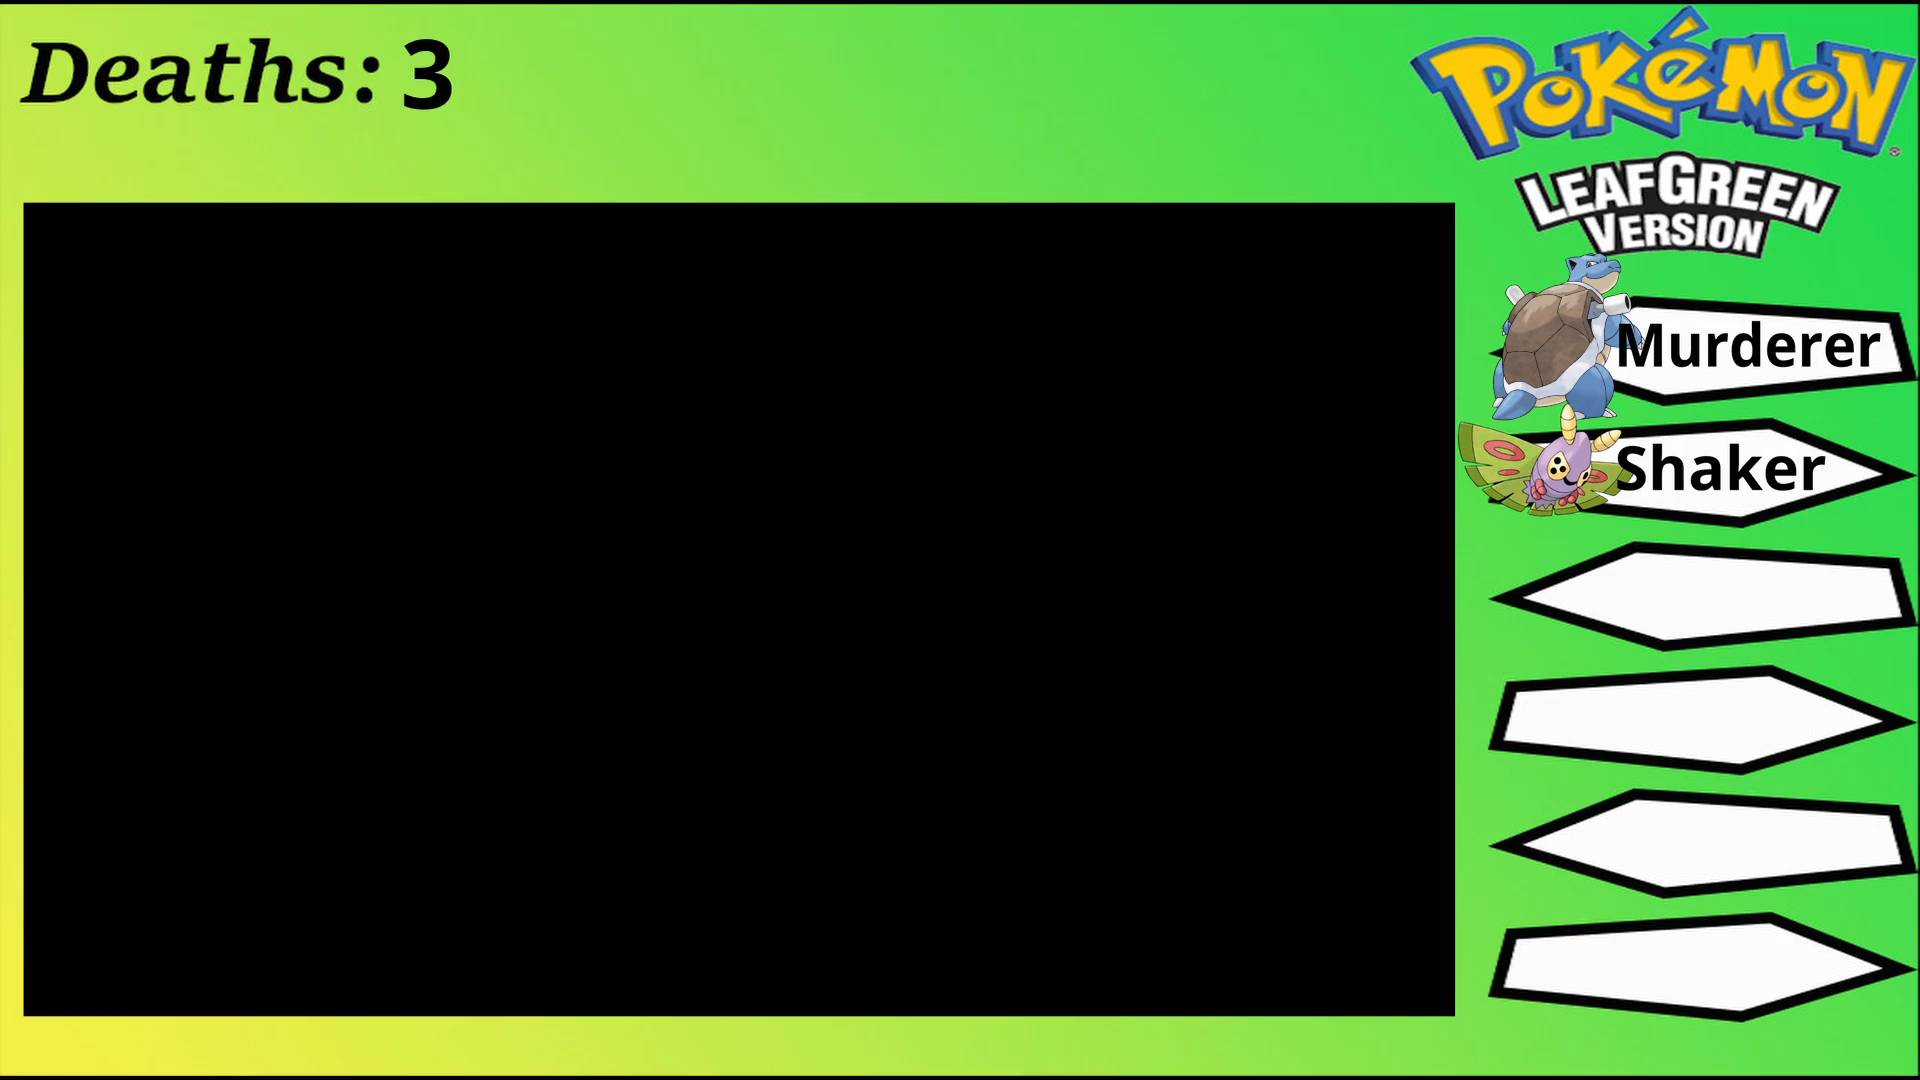 Deaths: 3
POKéMON
LEAFGREEN
VERSION
Murderer
Shaker